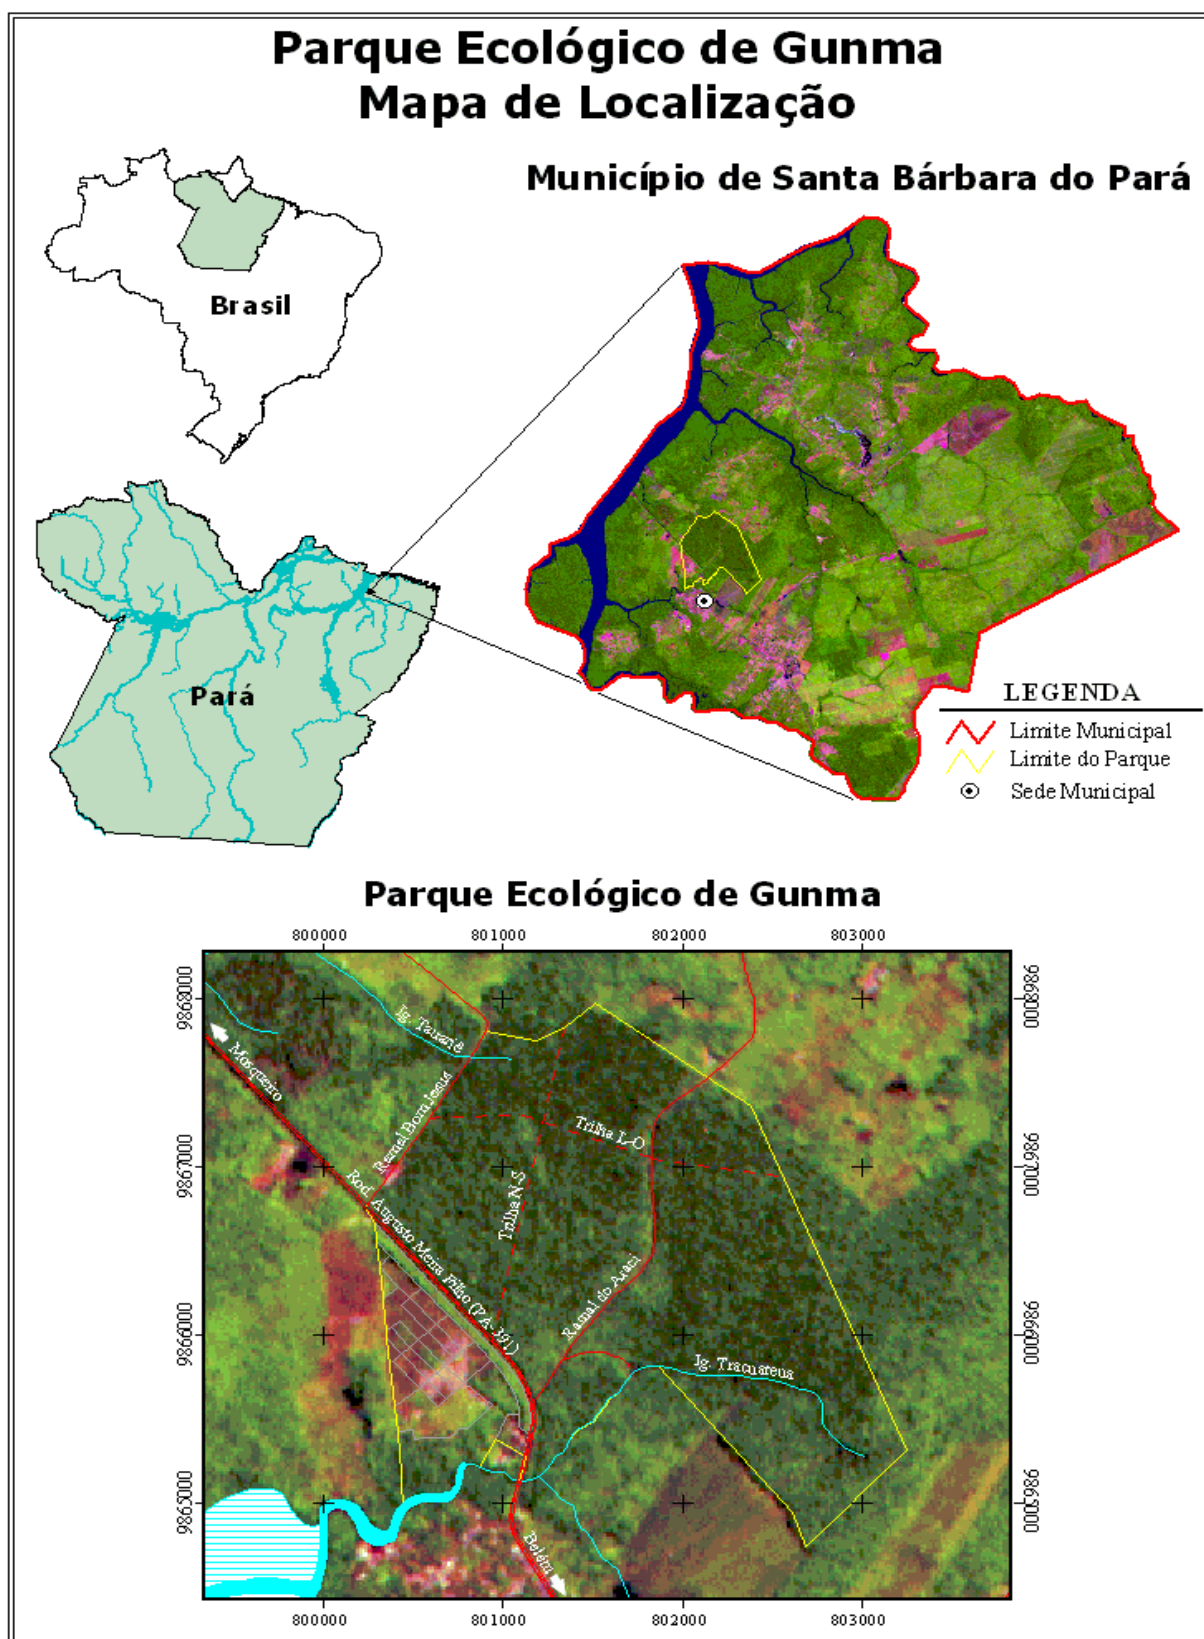 Parque Ecológico de Gunma
Mapa de Localização
Município de Santa Bárbara do Pará
Brasil
Pará
LEGENDA
Limite Municipal
Limite do Parque
Sede Municipal
Parque Ecológico de Gunma
800000 801000 802000 803000
9868000
9867000
9866000
9865000
9868000
9867000
9866000
9865000
Ig. Tauariê
Mosqueiro
Ramal Bom Jesus
Trilha L-O
Trilha N-S
Rod. Augusto Meira Filho (PA-391)
Ramal do Araci
Ig. Tracuateua
Belém
800000 801000 802000 803000